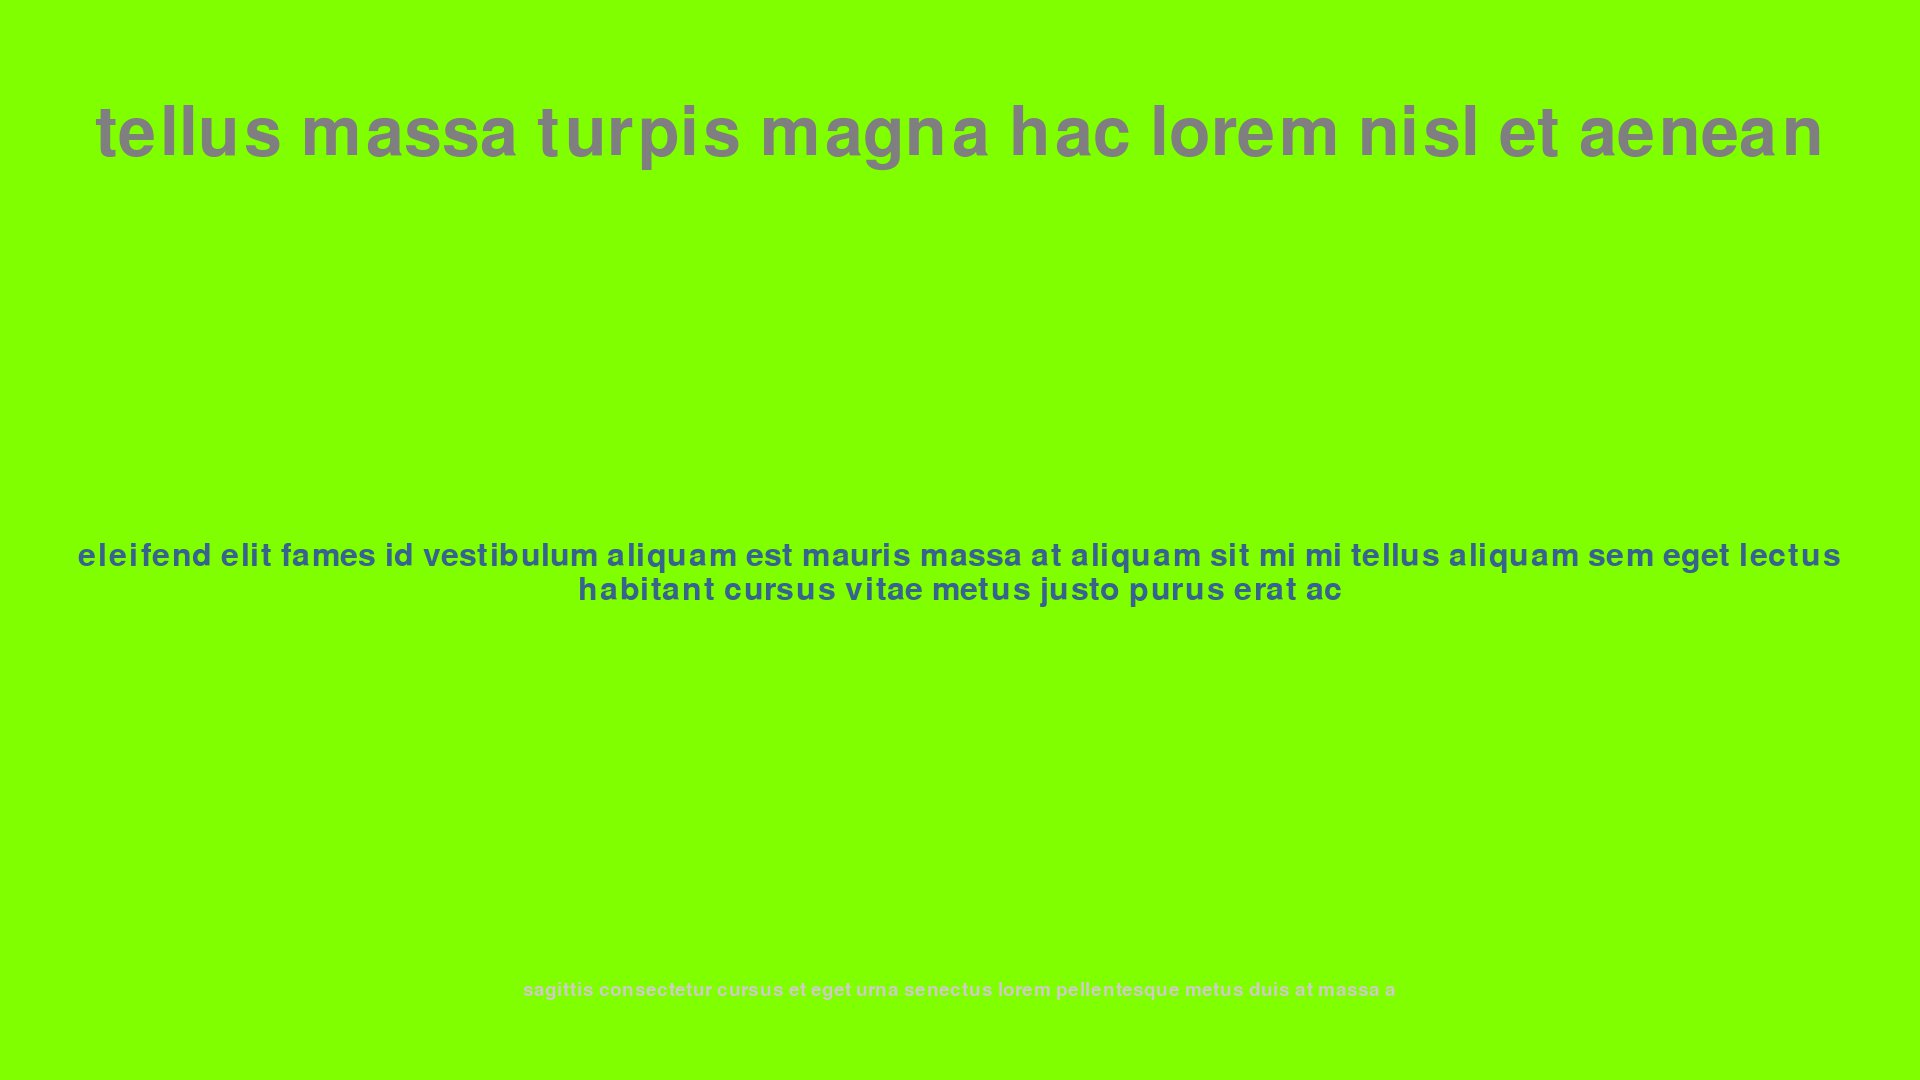 tellus massa turpis magna hac lorem nisl et aenean
eleifend elit fames id vestibulum aliquam est mauris massa at aliquam sit mi mi tellus aliquam sem eget lectus
habitant cursus vitae metus justo purus erat ac
sagittis consectetur cursus et eget urna senectus lorem pellentesque metus duis at massa a